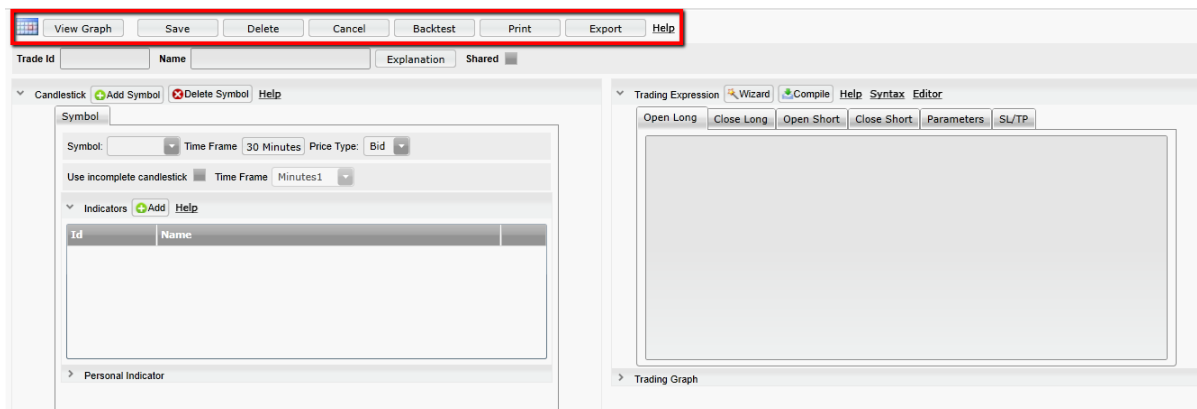 View Graph Save Delete Cancel Backtest Print Export Help
Trade Id Name Explanation Shared
Candlestick Add Symbol Delete Symbol Help
Symbol
Symbol: Time Frame 30 Minutes Price Type: Bid
Use incomplete candlestick Time Frame Minutes1
Indicators Add Help
Id Name
Personal Indicator
Trading Expression Wizard Compile Help Syntax Editor
Open Long Close Long Open Short Close Short Parameters SL/TP
Trading Graph